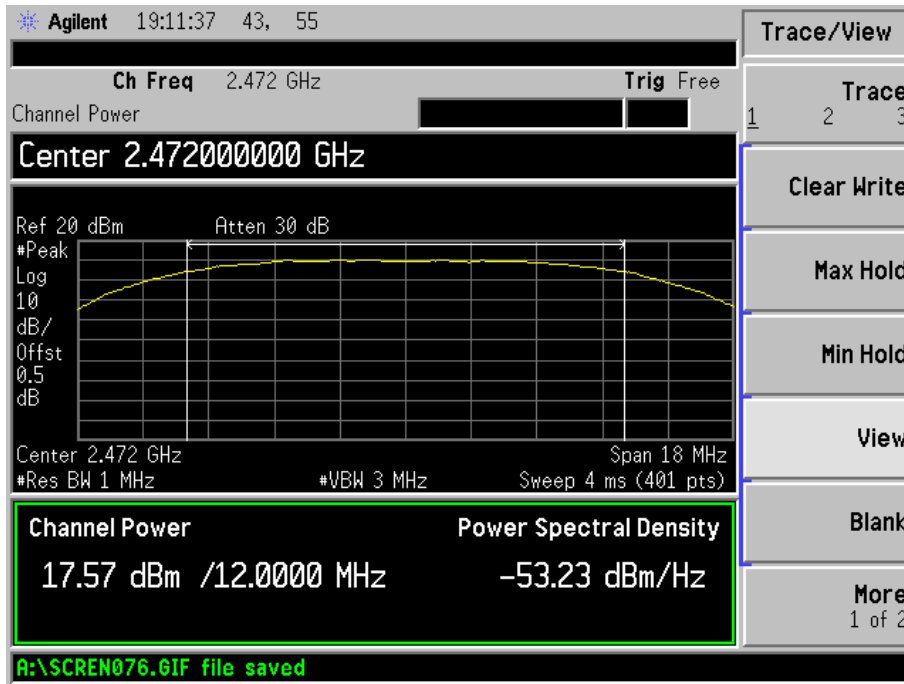 Agilent 19:11:37 43, 55
Ch Freq 2.472 GHz Trig Free
Channel Power
Center 2.472000000 GHz
Ref 20 dBm Atten 30 dB
#Peak
Log
10
dB/
Offst
0.5
dB
Center 2.472 GHz Span 18 MHz
#Res BW 1 MHz #VBW 3 MHz Sweep 4 ms (401 pts)
Channel Power Power Spectral Density
17.57 dBm /12.0000 MHz -53.23 dBm/Hz
A:\SCREN076.GIF file saved
Trace/View
Trace
1 2 3
Clear Write
Max Hold
Min Hold
View
Blank
More
1 of 2